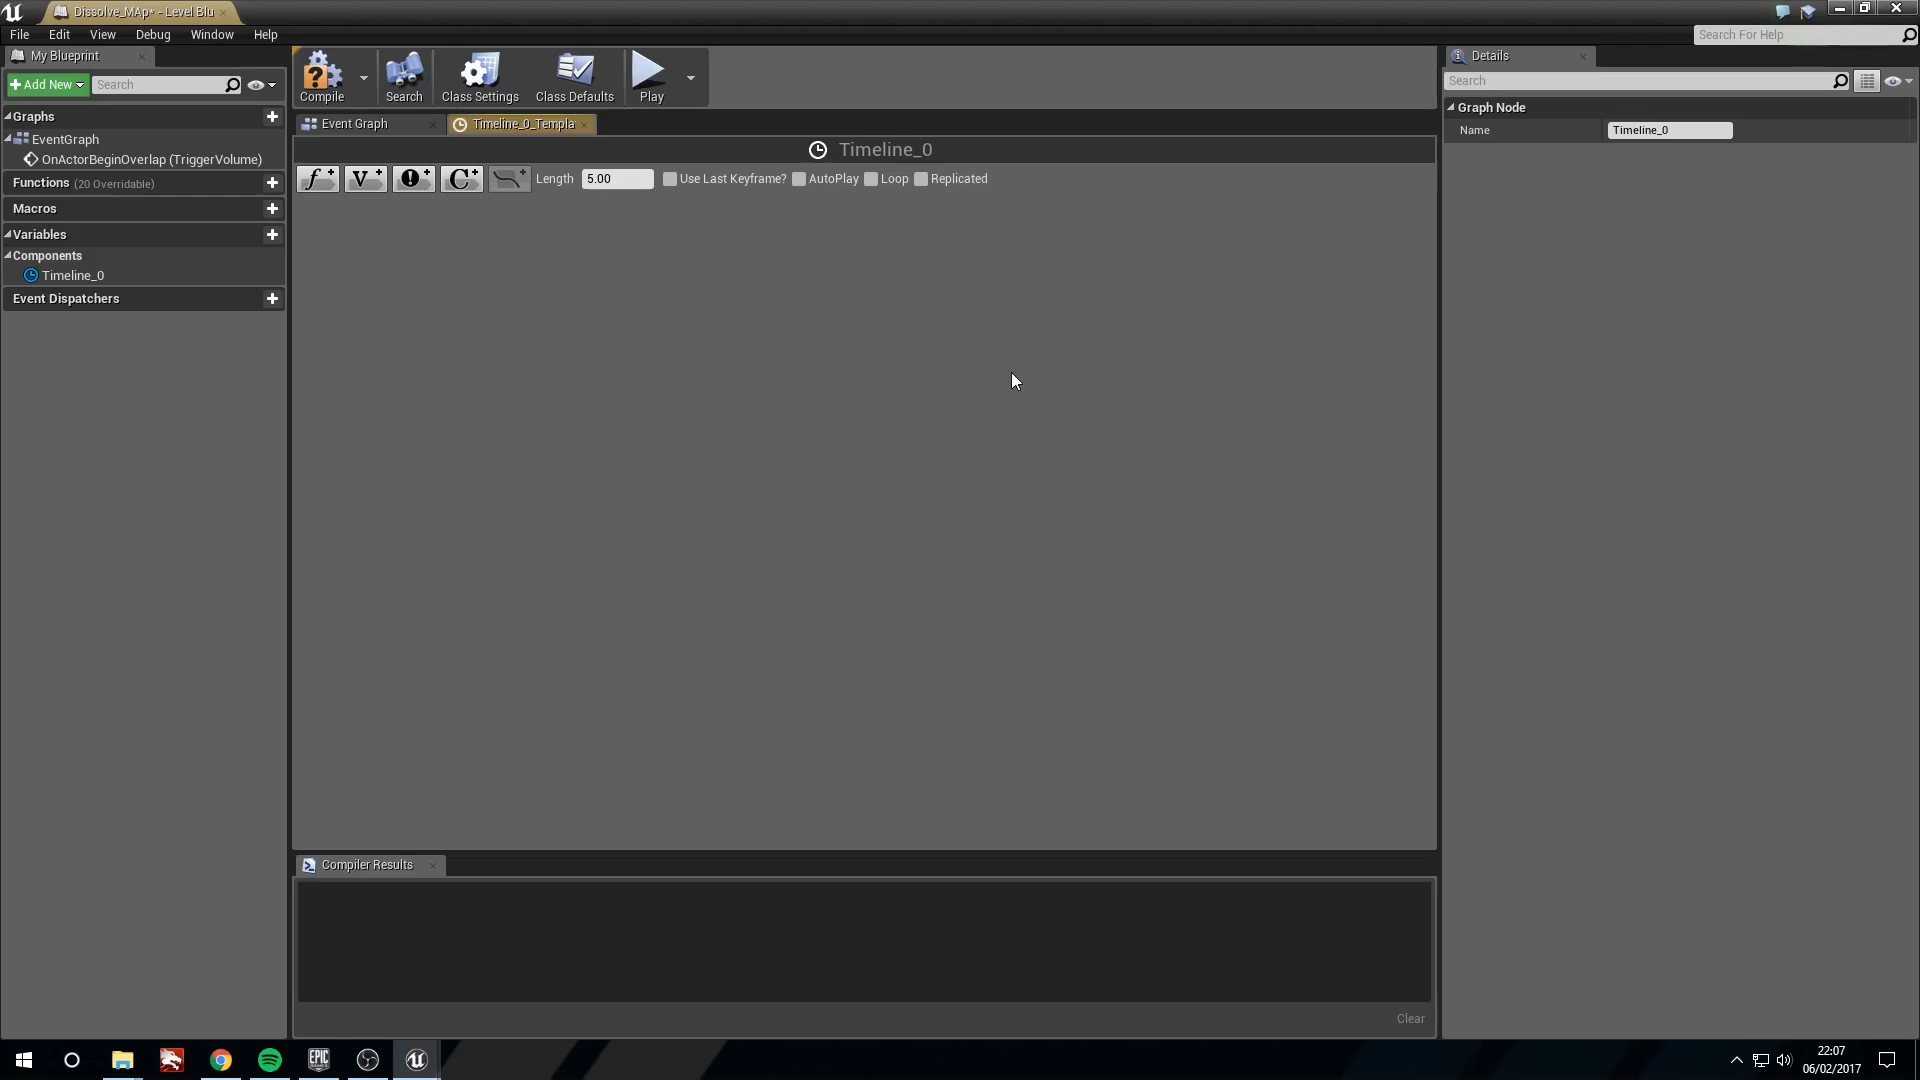 Dissolve_MAp* - Level Blu
File Edit View Debug Window Help
Search For Help
My Blueprint
Add New
Search
Graphs
EventGraph
OnActorBeginOverlap (TriggerVolume)
Functions (20 Overridable)
Macros
Variables
Components
Timeline_0
Event Dispatchers
Compile
Search
Class Settings
Class Defaults
Play
Event Graph
Timeline_0_Templa
Timeline_0
f+ V+ !+ C+ Length 5.00 Use Last Keyframe? AutoPlay Loop Replicated
Compiler Results
Clear
Details
Search
Graph Node
Name Timeline_0
EPIC GAMES
22:07
06/02/2017